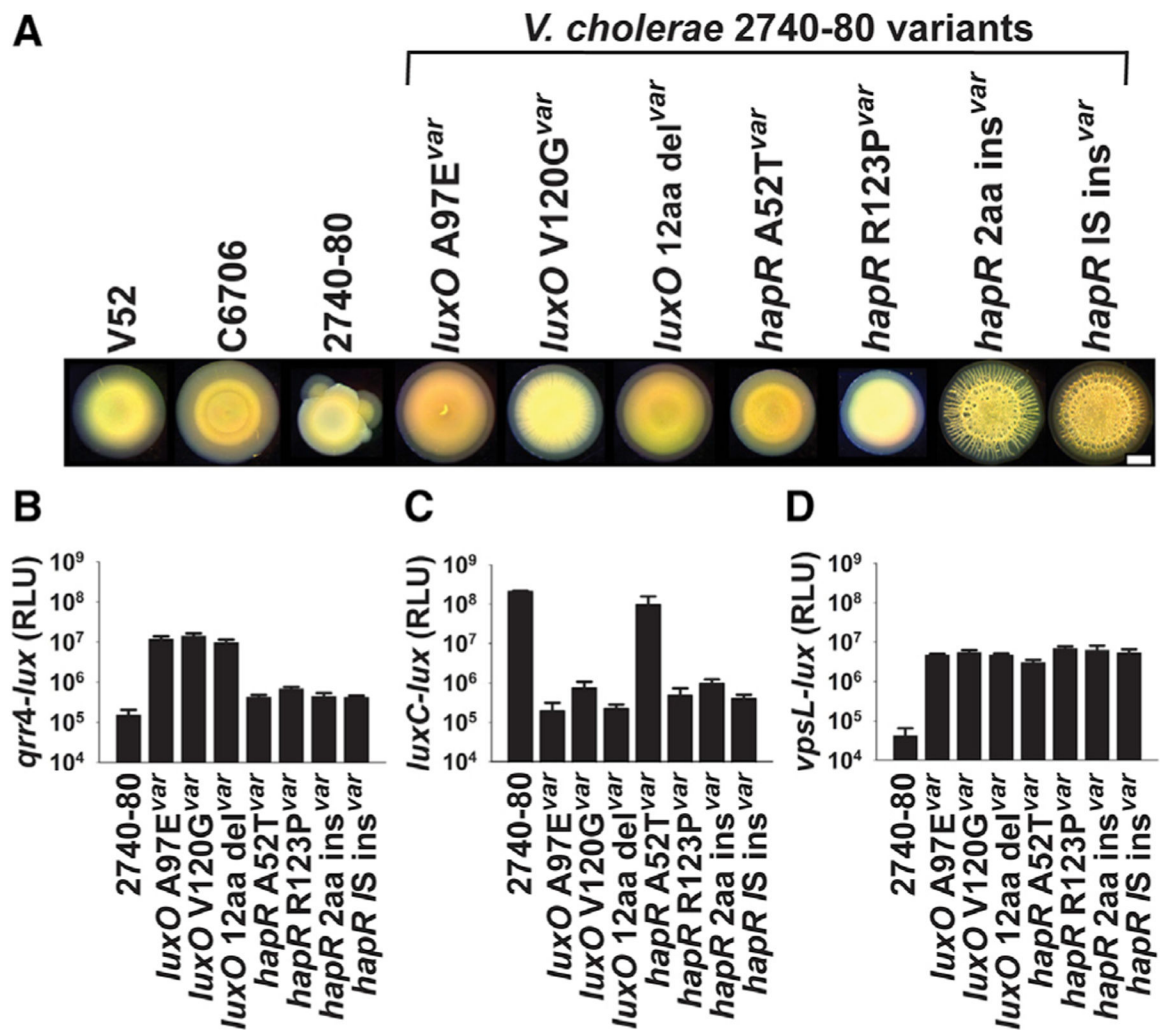 A
V. cholerae 2740-80 variants
V52
C6706
2740-80
luxO A97Evar
luxO V120Gvar
luxO 12aa delvar
hapR A52Tvar
hapR R123Pvar
hapR 2aa insvar
hapR IS insvar
B
qrr4-lux (RLU)
10⁹
10⁸
10⁷
10⁶
10⁵
10⁴
2740-80
luxO A97Evar
luxO V120Gvar
luxO 12aa delvar
hapR A52Tvar
hapR R123Pvar
hapR 2aa insvar
hapR IS insvar
C
luxC-lux (RLU)
10⁹
10⁸
10⁷
10⁶
10⁵
10⁴
2740-80
luxO A97Evar
luxO V120Gvar
luxO 12aa delvar
hapR A52Tvar
hapR R123Pvar
hapR 2aa insvar
hapR IS insvar
D
vpsL-lux (RLU)
10⁹
10⁸
10⁷
10⁶
10⁵
10⁴
2740-80
luxO A97Evar
luxO V120Gvar
luxO 12aa delvar
hapR A52Tvar
hapR R123Pvar
hapR 2aa insvar
hapR IS insvar